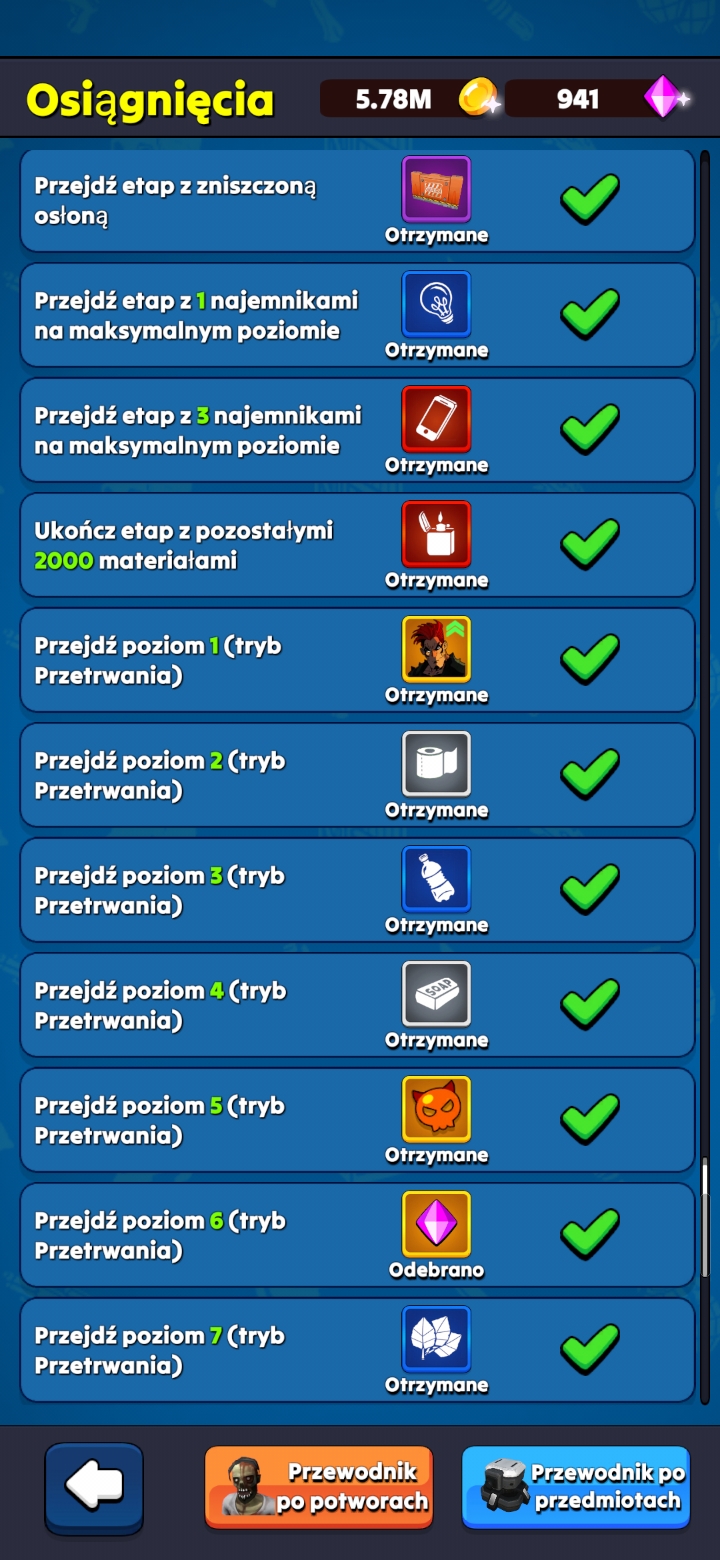 Osiągnięcia
5.78M
941
Przejdź etap z zniszczoną
osłoną
Otrzymane
Przejdź etap z 1 najemnikami
na maksymalnym poziomie
Otrzymane
Przejdź etap z 3 najemnikami
na maksymalnym poziomie
Otrzymane
Ukończ etap z pozostałymi
2000 materiałami
Otrzymane
Przejdź poziom 1 (tryb
Przetrwania)
Otrzymane
Przejdź poziom 2 (tryb
Przetrwania)
Otrzymane
Przejdź poziom 3 (tryb
Przetrwania)
Otrzymane
Przejdź poziom 4 (tryb
Przetrwania)
SOAP
Otrzymane
Przejdź poziom 5 (tryb
Przetrwania)
Otrzymane
Przejdź poziom 6 (tryb
Przetrwania)
Odebrano
Przejdź poziom 7 (tryb
Przetrwania)
Otrzymane
Przewodnik
po potworach
Przewodnik po
przedmiotach